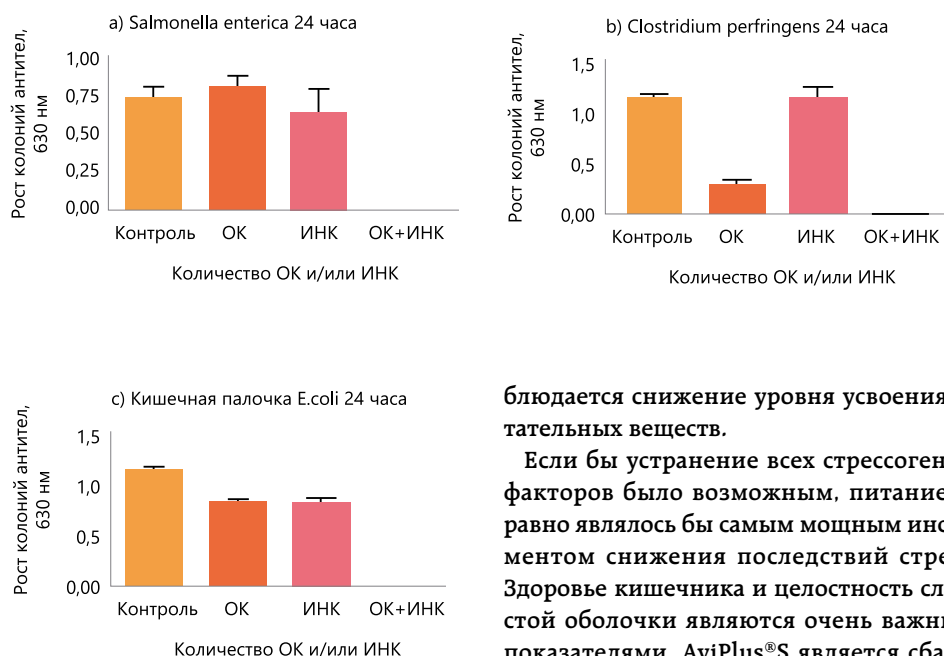 a) Salmonella enterica 24 часа
Рост колоний антител,
630 нм
1,00
0,75
0,50
0,25
0,00
Контроль ОК ИНК ОК+ИНК
Количество ОК и/или ИНК
b) Clostridium perfringens 24 часа
Рост колоний антител,
630 нм
1,5
1,0
0,5
0,00
Контроль ОК ИНК ОК+ИНК
Количество ОК и/или ИНК
c) Кишечная палочка E.coli 24 часа
Рост колоний антител,
630 нм
1,5
1,0
0,5
0,00
Контроль ОК ИНК ОК+ИНК
Количество ОК и/или ИНК
блюдается снижение уровня усвоения
тательных веществ.
Если бы устранение всех стрессоген
факторов было возможным, питание
равно являлось бы самым мощным инс
ментом снижения последствий стре
Здоровье кишечника и целостность сл
стой оболочки являются очень важн
показателями. AviPlus®S является сба